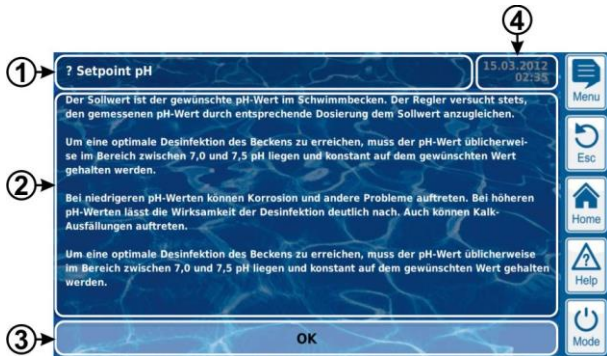 4
1
? Setpoint pH
15.03.2012
02:35
Menu
Der Sollwert ist der gewünschte pH-Wert im Schwimmbecken. Der Regler versucht stets,
den gemessenen pH-Wert durch entsprechende Dosierung dem Sollwert anzugleichen.
Um eine optimale Desinfektion des Beckens zu erreichen, muss der pH-Wert üblicherwei-
se im Bereich zwischen 7,0 und 7,5 pH liegen und konstant auf dem gewünschten Wert
gehalten werden.
Esc
2
Bei niedrigeren pH-Werten können Korrosion und andere Probleme auftreten. Bei höheren
pH-Werten lässt die Wirksamkeit der Desinfektion deutlich nach. Auch können Kalk-
Ausfällungen auftreten.
Home
Um eine optimale Desinfektion des Beckens zu erreichen, muss der pH-Wert üblicherweise
im Bereich zwischen 7,0 und 7,5 pH liegen und konstant auf dem gewünschten Wert gehalten
werden.
?
Help
3
OK
Mode